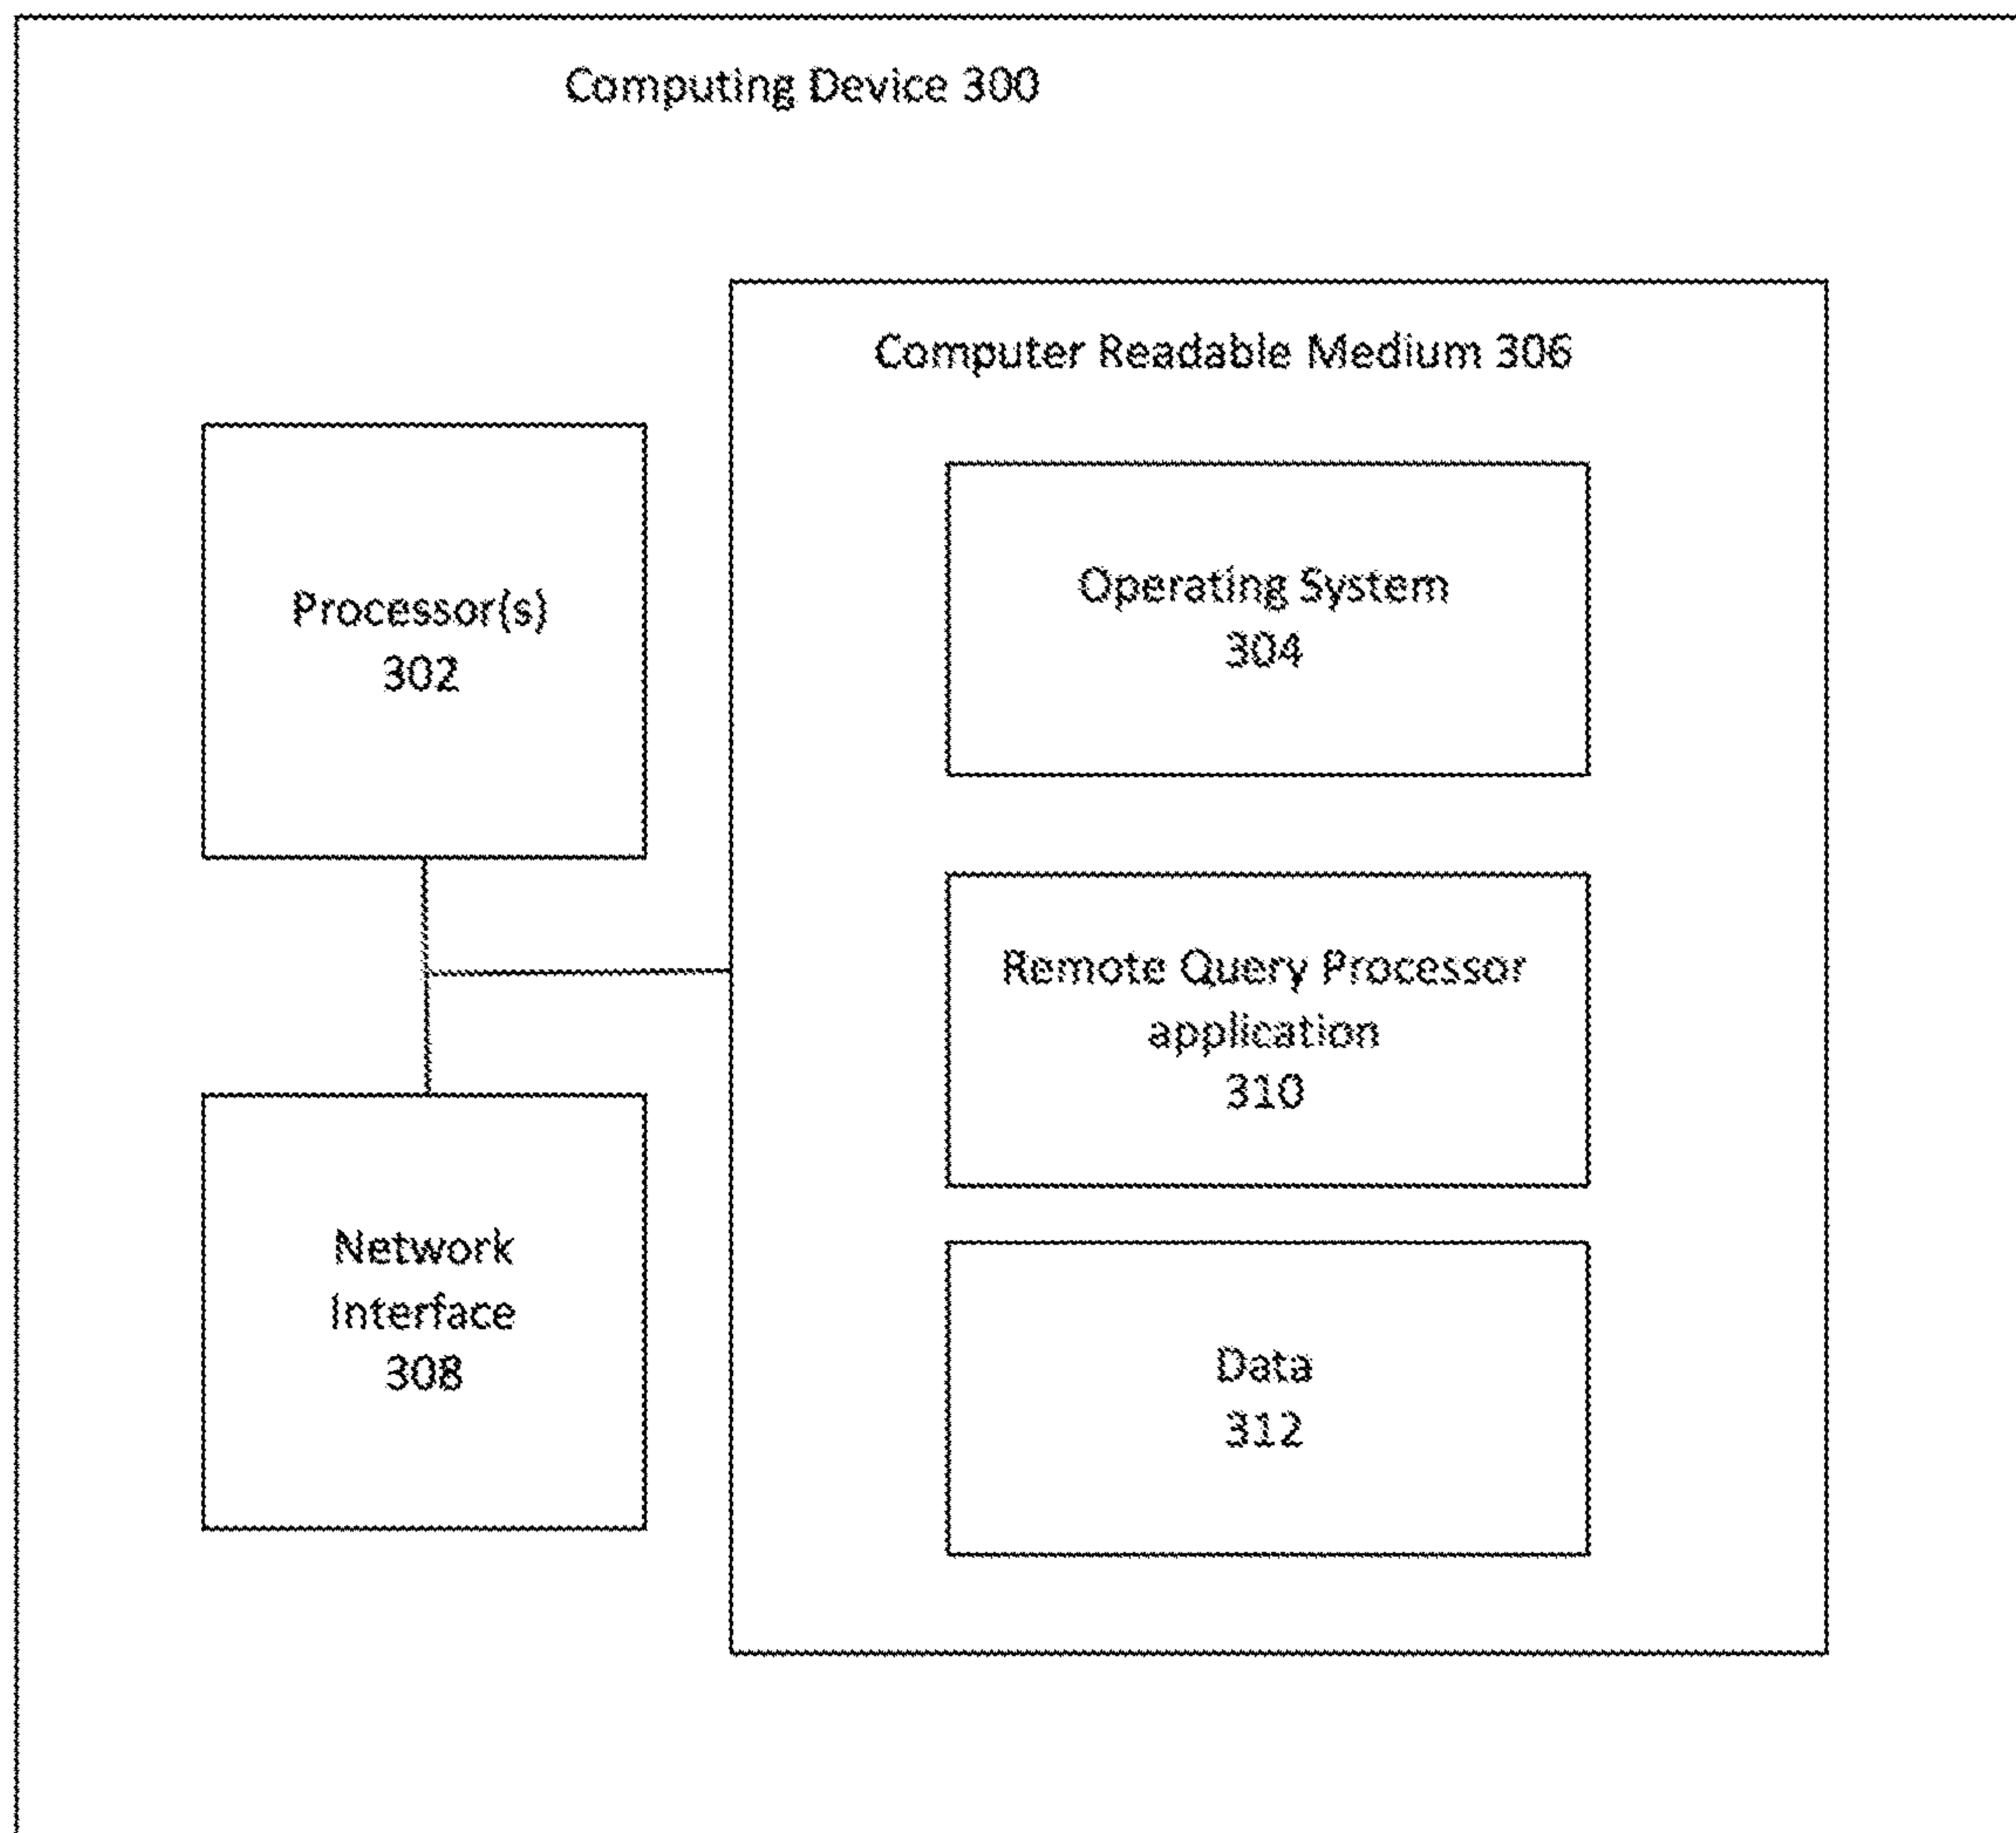 Computing Device 300
Computer Readable Medium 306
Processor(s)
302
Operating System
304
Remote Query Processor
application
310
Network
Interface
308
Data
312